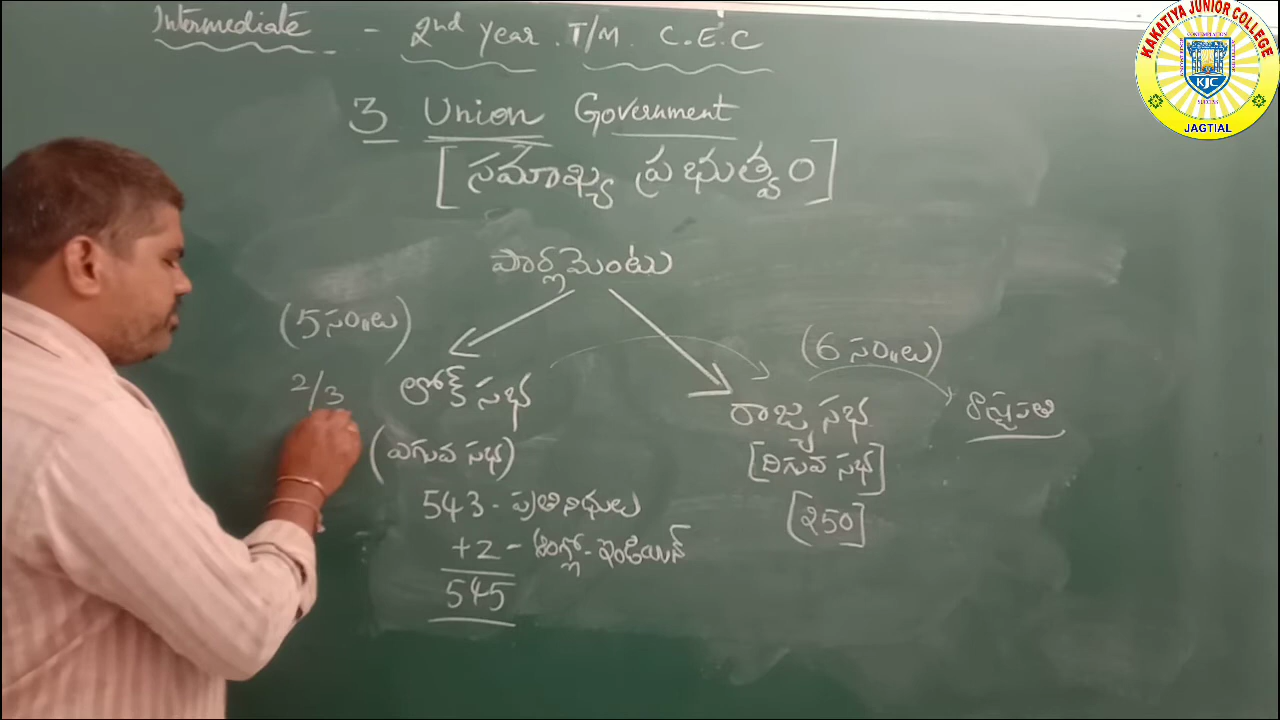 Intermediate - 2nd year. T/M. C.E.C
3 Union Government
[సమాఖ్య ప్రభుత్వం]
పార్లమెంటు
(5 సం॥లు)
(6 సం॥లు)
2/3
లోక్ సభ
రాజ్య సభ
రాష్ట్రపతి
(ఎగువ సభ)
[దిగువ సభ]
543 - ప్రతినిధులు
[250]
+2 - ఆంగ్లో - ఇండియన్
545
KAKATIYA JUNIOR COLLEGE
KJC
JAGTIAL